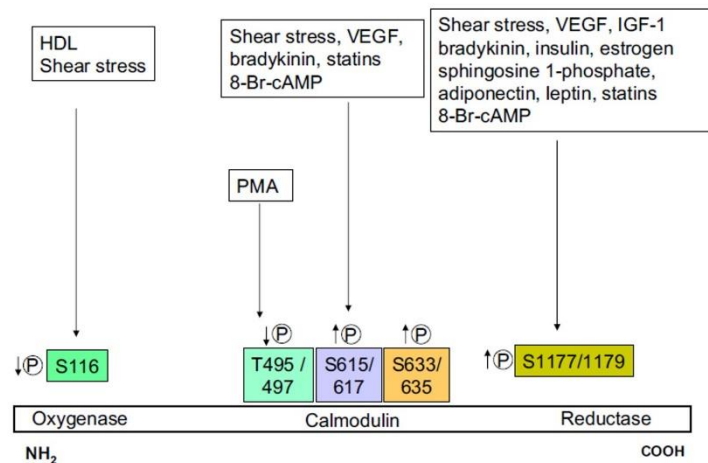 HDL
Shear stress
Shear stress, VEGF,
bradykinin, statins
8-Br-cAMP
Shear stress, VEGF, IGF-1
bradykinin, insulin, estrogen
sphingosine 1-phosphate,
adiponectin, leptin, statins
8-Br-cAMP
PMA
↓Ⓟ S116
↓Ⓟ
T495 /
497
↑Ⓟ
S615/
617
↑Ⓟ
S633/
635
↑Ⓟ S1177/1179
Oxygenase
Calmodulin
Reductase
NH₂
COOH